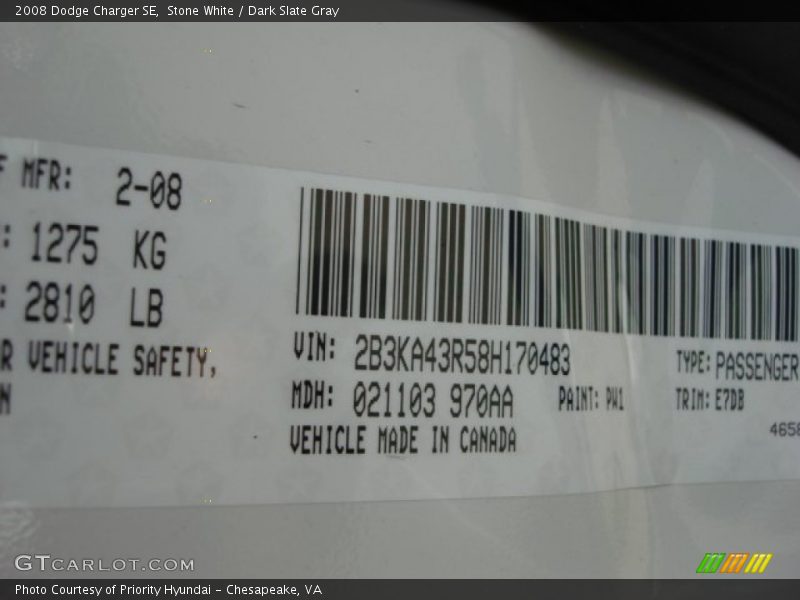 2008 Dodge Charger SE,  Stone White / Dark Slate Gray
F MFR: 2-08
: 1275 KG
: 2810 LB
R VEHICLE SAFETY,
N
VIN: 2B3KA43R58H170483 TYPE: PASSENGER
MDH: 021103 970AA PAINT: PW1 TRIM: E7DB
VEHICLE MADE IN CANADA
4658
GTCARLOT.COM
Photo Courtesy of Priority Hyundai - Chesapeake, VA